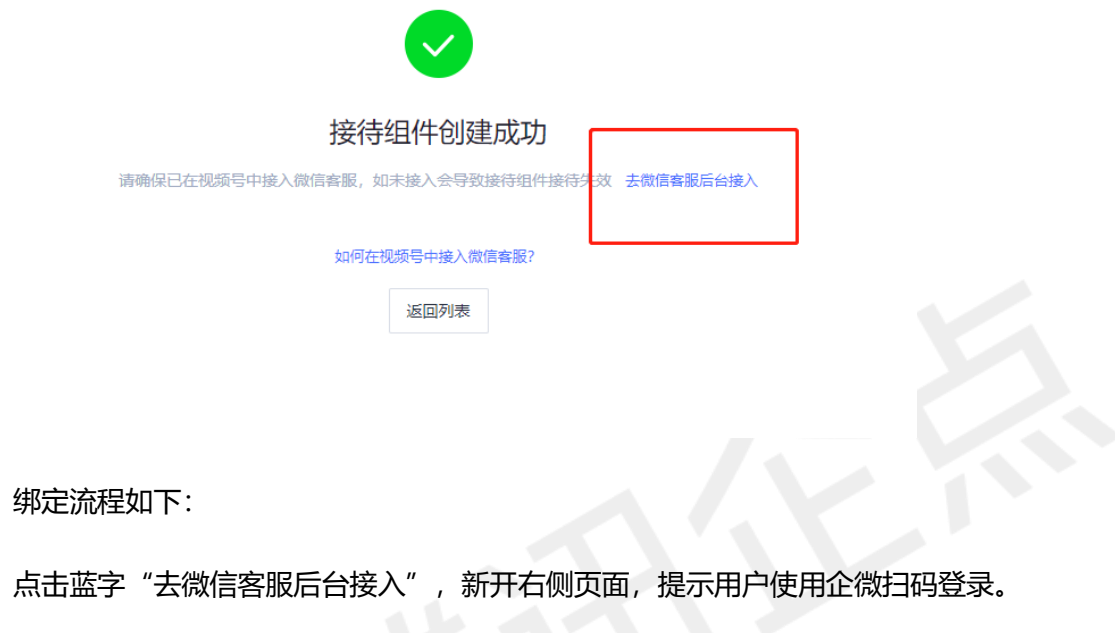 接待组件创建成功
请确保已在视频号中接入微信客服，如未接入会导致接待组件接待失效 去微信客服后台接入
如何在视频号中接入微信客服？
返回列表
绑定流程如下：
点击蓝字“去微信客服后台接入”，新开右侧页面，提示用户使用企微扫码登录。
讯企点